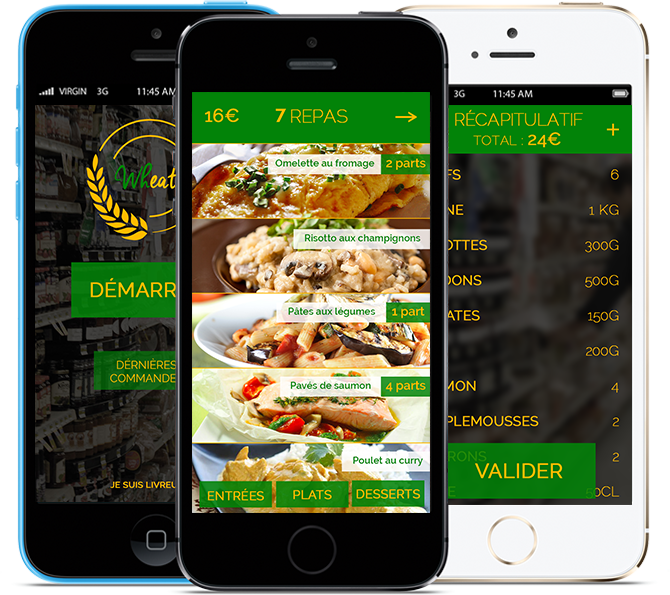 VIRGIN 3G 11:45 AM
Wheat
DÉMARR
DERNIÈRES
COMMANDE
JE SUIS LIVREU
16€ 7 REPAS →
Omelette au fromage 2 parts
Risotto aux champignons
Pâtes aux légumes 1 part
Pavés de saumon 4 parts
Poulet au curry
ENTRÉES PLATS DESSERTS
3G 11:45 AM
RÉCAPITULATIF +
TOTAL : 24€
FS 6
NE 1 KG
OTTES 300G
DONS 500G
ATES 150G
200G
MON 4
PLEMOUSSES 2
RONS 2
VALIDER
E 50CL